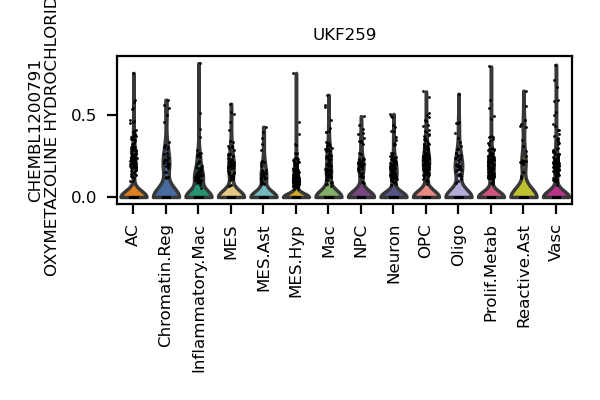 UKF259
CHEMBL1200791
OXYMETAZOLINE HYDROCHLORID
0.5
0.0
AC
Chromatin.Reg
Inflammatory.Mac
MES
MES.Ast
MES.Hyp
Mac
NPC
Neuron
OPC
Oligo
Prolif.Metab
Reactive.Ast
Vasc